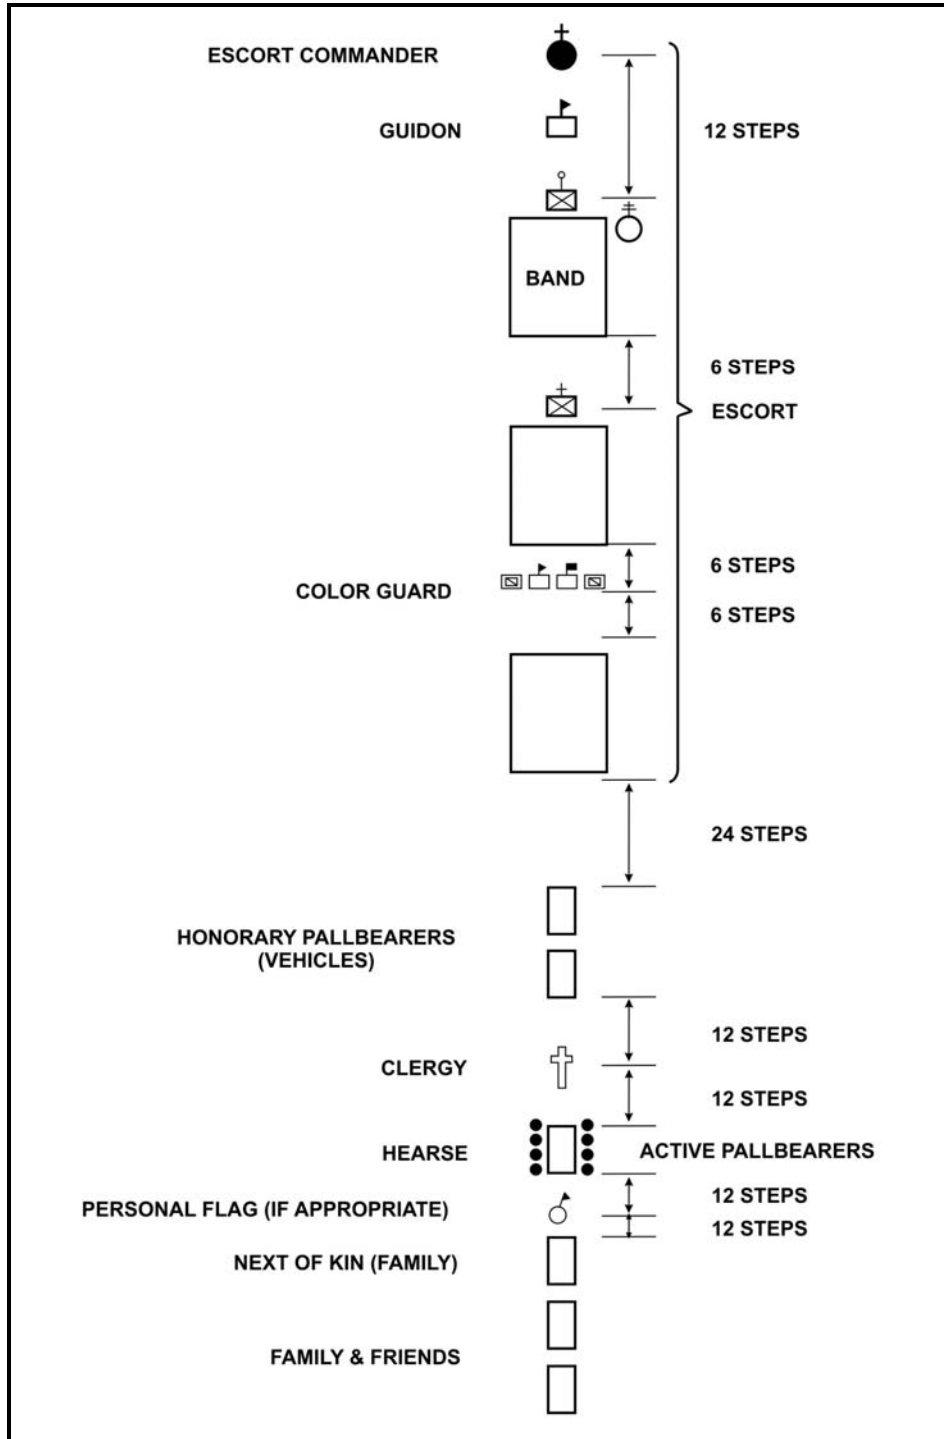 ESCORT COMMANDER
GUIDON
12 STEPS
BAND
6 STEPS
ESCORT
6 STEPS
COLOR GUARD
6 STEPS
24 STEPS
HONORARY PALLBEARERS
(VEHICLES)
12 STEPS
CLERGY
12 STEPS
HEARSE
ACTIVE PALLBEARERS
12 STEPS
PERSONAL FLAG (IF APPROPRIATE)
12 STEPS
NEXT OF KIN (FAMILY)
FAMILY & FRIENDS